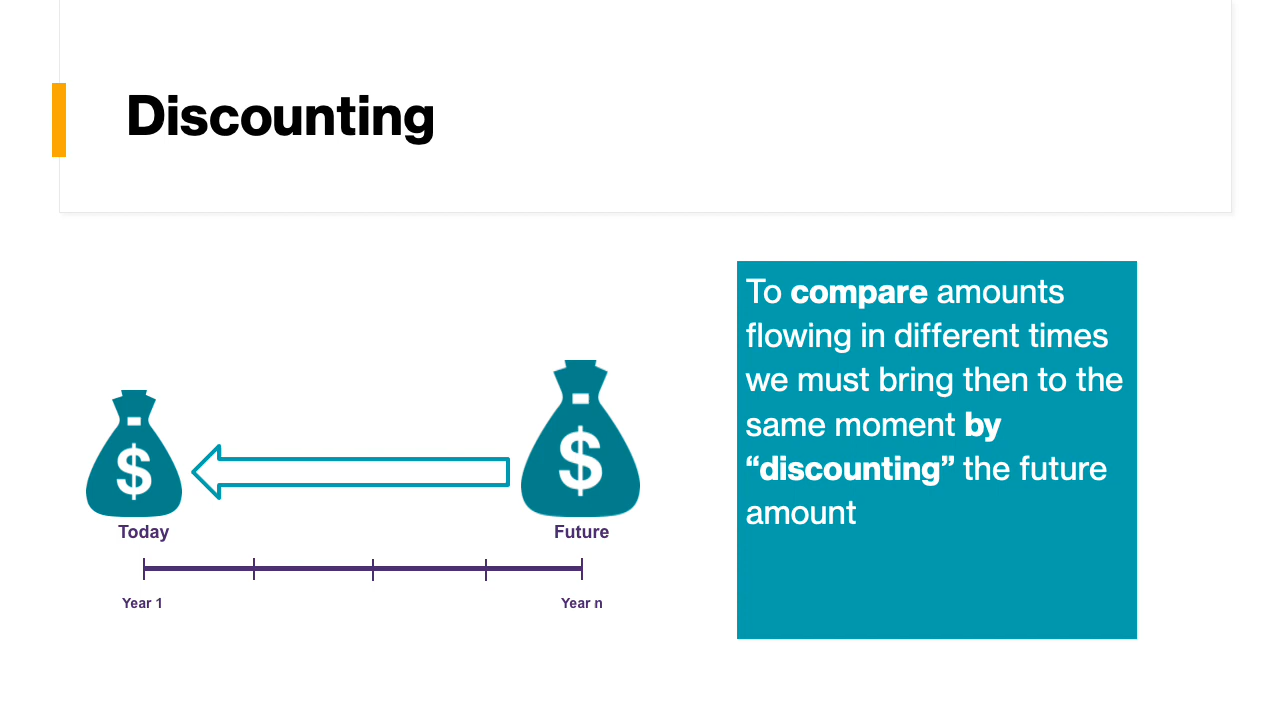 Discounting
To compare amounts
flowing in different times
we must bring then to the
same moment by
“discounting” the future
amount
$
$
Today
Future
Year 1
Year n